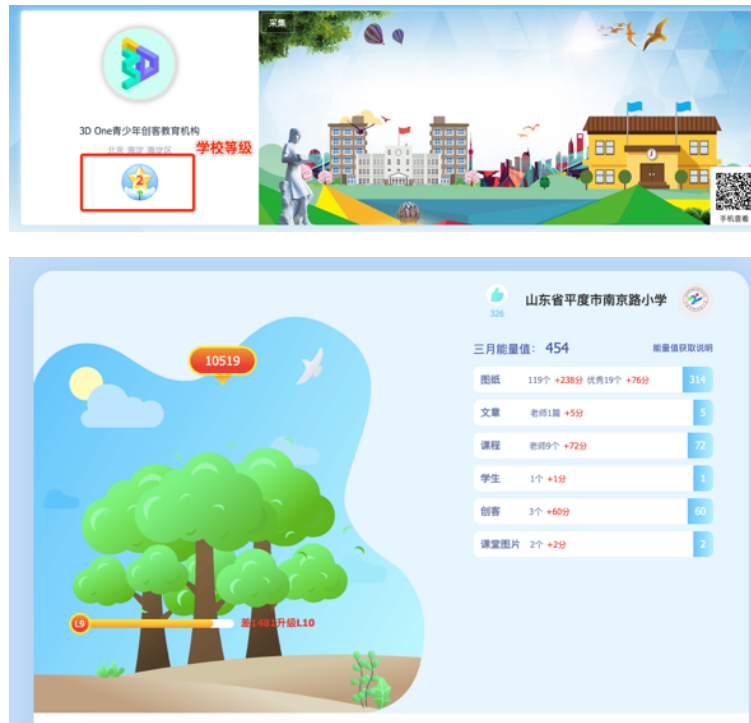 采集
3D One青少年创客教育机构
北京 海淀 海淀区
学校等级
2
手机查看
山东省平度市南京路小学
326
三月能量值： 454 能量值获取说明
10519
图纸 119个 +238分 优秀19个 +76分 314
文章 老师1篇 +5分 5
课程 老师9个 +72分 72
学生 1个 +1分 1
创客 3个 +60分 60
课堂图片 2个 +2分 2
L9 差1481升级L10